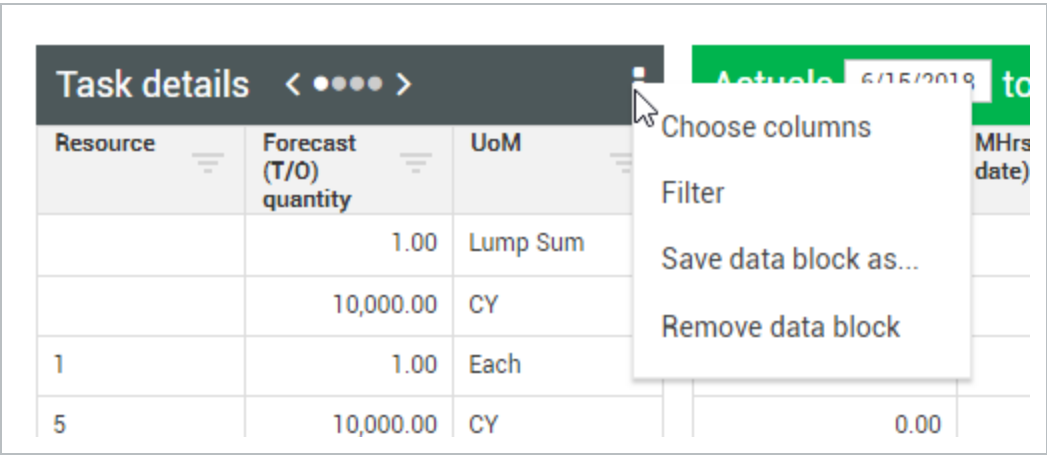 Task details
Actuals 6/15/2018 to
Choose columns
Filter
Save data block as...
Remove data block
Resource Forecast (T/O) quantity UoM MHrs date)
1.00 Lump Sum
10,000.00 CY
1 1.00 Each
5 10,000.00 CY 0.00